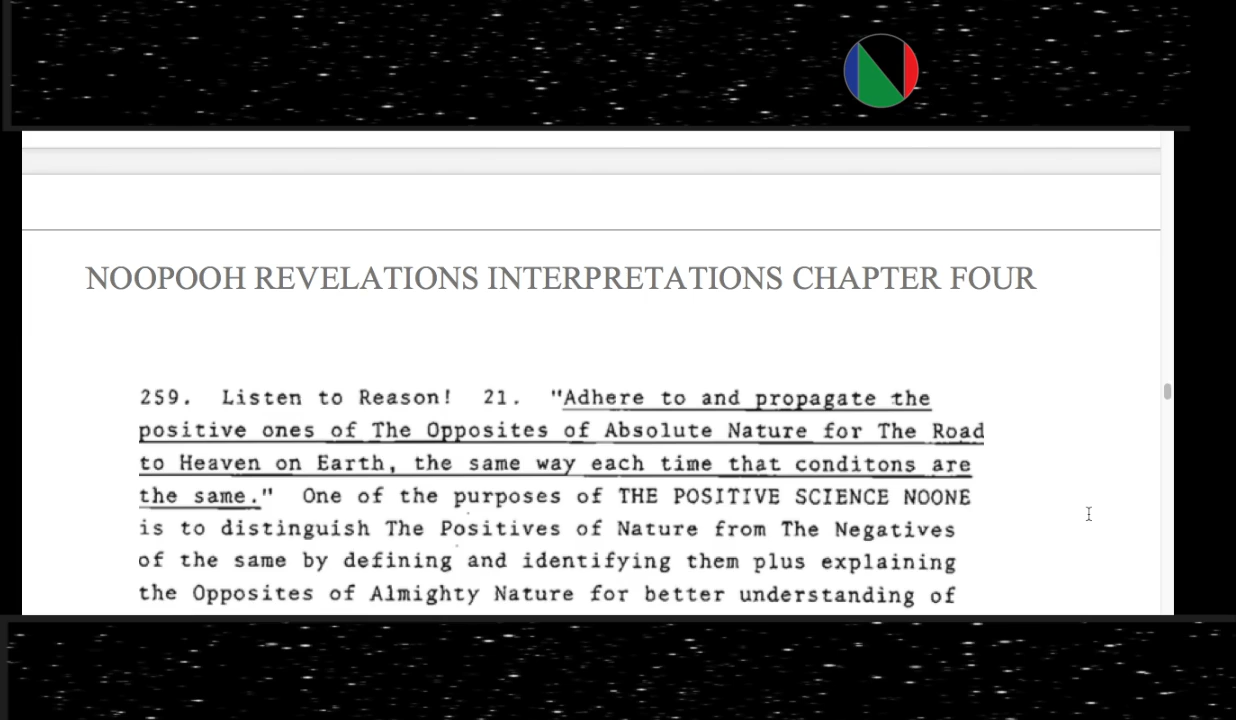 NOOPOOH REVELATIONS INTERPRETATIONS CHAPTER FOUR
259. Listen to Reason! 21. "Adhere to and propagate the
positive ones of The Opposites of Absolute Nature for The Road
to Heaven on Earth, the same way each time that conditons are
the same." One of the purposes of THE POSITIVE SCIENCE NOONE
is to distinguish The Positives of Nature from The Negatives
of the same by defining and identifying them plus explaining
the Opposites of Almighty Nature for better understanding of